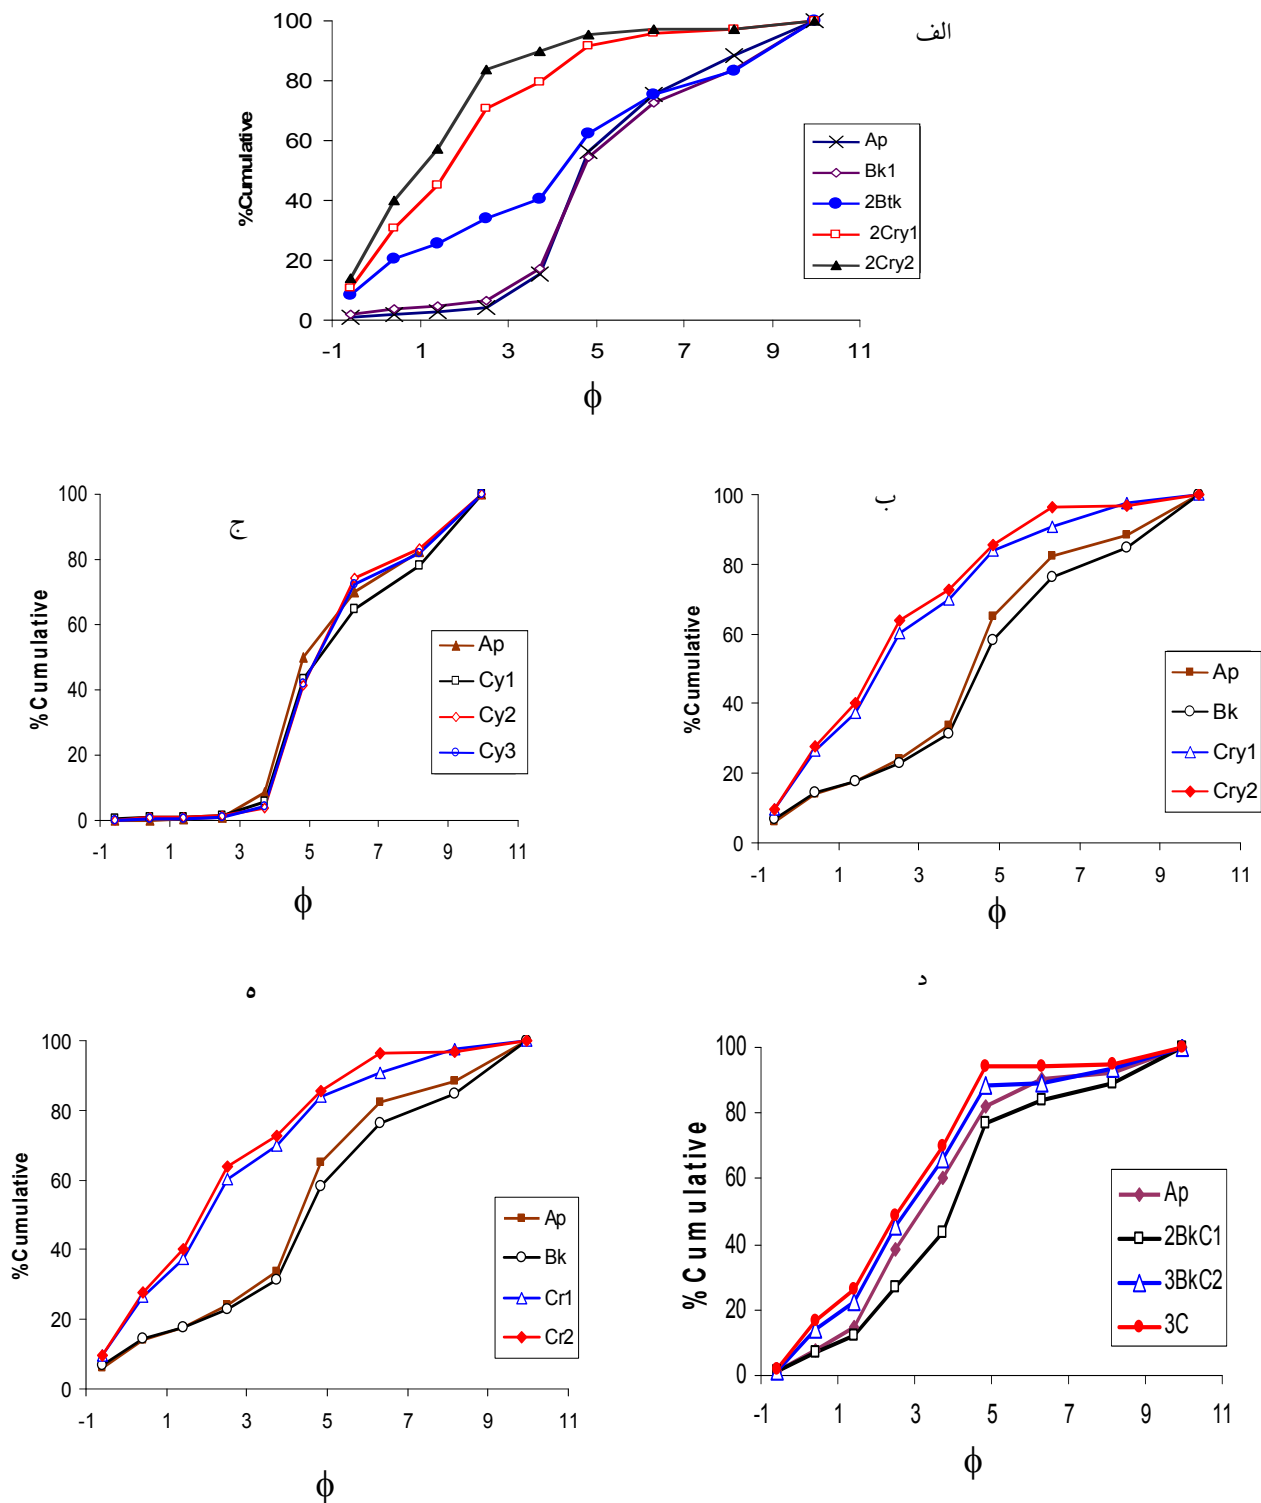 الف
%Cumulative
100
80
60
40
20
0
-1 1 3 5 7 9 11
ϕ
Ap
Bk1
2Btk
2Cry1
2Cry2
ب
%Cumulative
100
80
60
40
20
0
-1 1 3 5 7 9 11
ϕ
Ap
Bk
Cry1
Cry2
ج
%Cumulative
100
80
60
40
20
0
-1 1 3 5 7 9 11
ϕ
Ap
Cy1
Cy2
Cy3
د
%Cumulative
100
80
60
40
20
0
-1 1 3 5 7 9 11
ϕ
Ap
2BkC1
3BkC2
3C
ه
%Cumulative
100
80
60
40
20
0
-1 1 3 5 7 9 11
ϕ
Ap
Bk
Cr1
Cr2